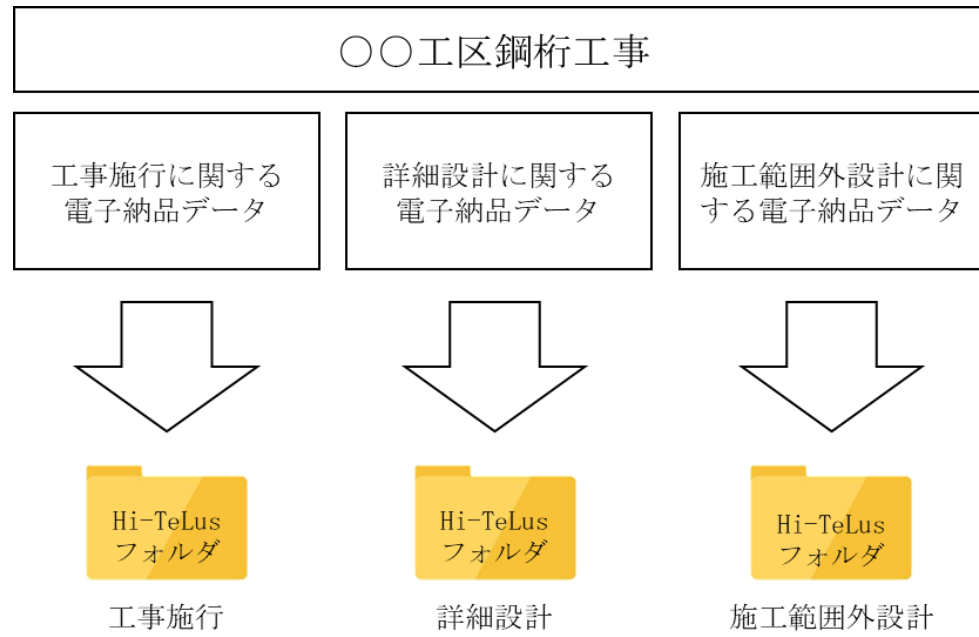 〇〇工区鋼桁工事
工事施行に関する
電子納品データ
詳細設計に関する
電子納品データ
施工範囲外設計に関
する電子納品データ
Hi-TeLus
フォルダ
Hi-TeLus
フォルダ
Hi-TeLus
フォルダ
工事施行
詳細設計
施工範囲外設計